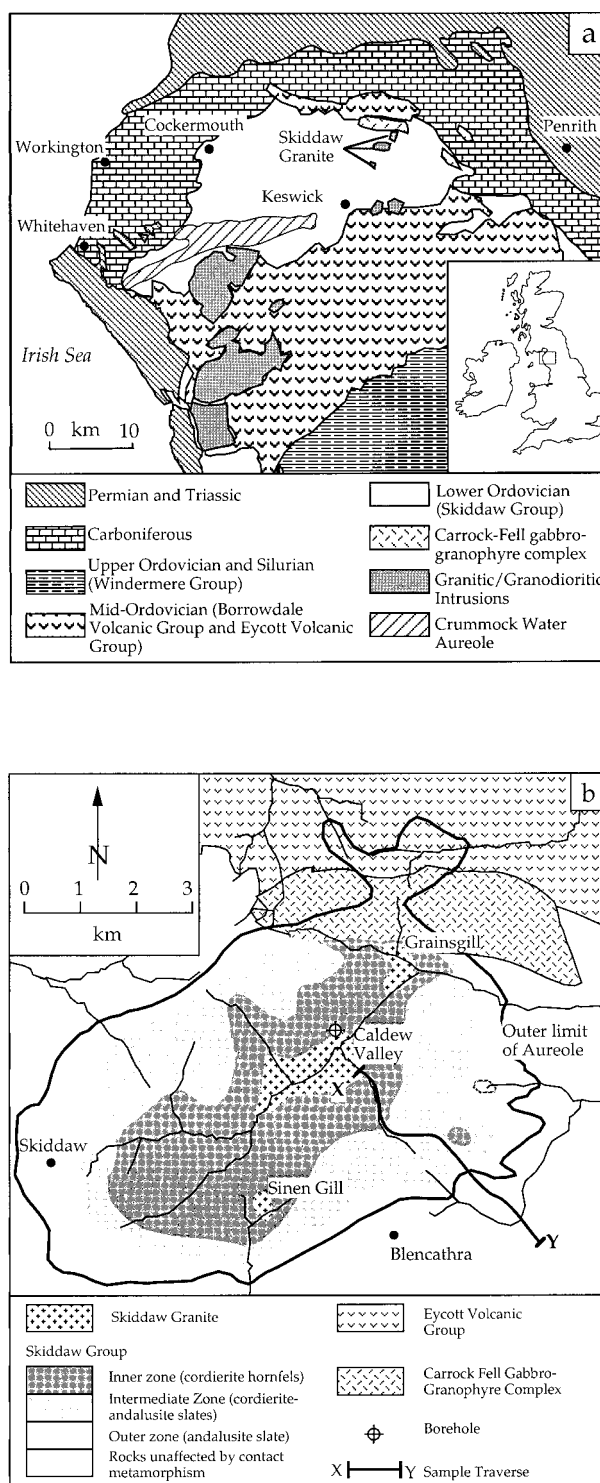 a
Cockermouth
Workington
Skiddaw
Granite
Penrith
Keswick
Whitehaven
Irish Sea
0 km 10
Permian and Triassic
Carboniferous
Upper Ordovician and Silurian
(Windermere Group)
Mid-Ordovician (Borrowdale
Volcanic Group and Eycott Volcanic
Group)
Lower Ordovician
(Skiddaw Group)
Carrock-Fell gabbro-
granophyre complex
Granitic/Granodioritic
Intrusions
Crummock Water
Aureole
b
N
0 1 2 3
km
Grainsgill
Caldew
Valley
Outer limit
of Aureole
X
Skiddaw
Sinen Gill
Blencathra
Y
Skiddaw Granite
Skiddaw Group
Inner zone (cordierite hornfels)
Intermediate Zone (cordierite-
andalusite slates)
Outer zone (andalusite slate)
Rocks unaffected by contact
metamorphism
Eycott Volcanic
Group
Carrock Fell Gabbro-
Granophyre Complex
Borehole
X Y Sample Traverse